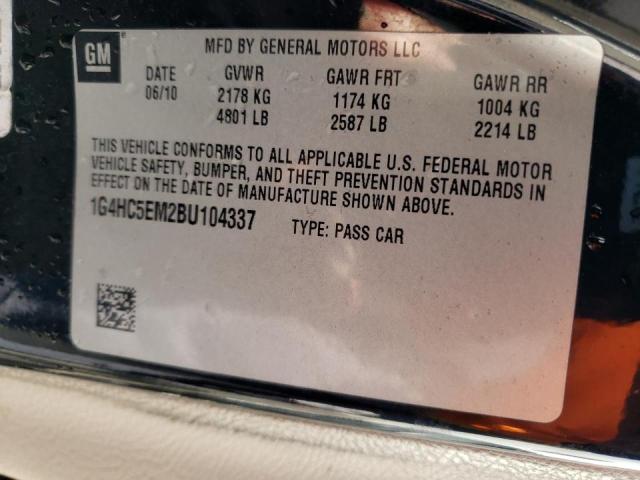 GM MFD BY GENERAL MOTORS LLC
DATE GVWR GAWR FRT GAWR RR
06/10 2178 KG 1174 KG 1004 KG
4801 LB 2587 LB 2214 LB
THIS VEHICLE CONFORMS TO ALL APPLICABLE U.S. FEDERAL MOTOR
VEHICLE SAFETY, BUMPER, AND THEFT PREVENTION STANDARDS IN
EFFECT ON THE DATE OF MANUFACTURE SHOWN ABOVE.
1G4HC5EM2BU104337 TYPE: PASS CAR